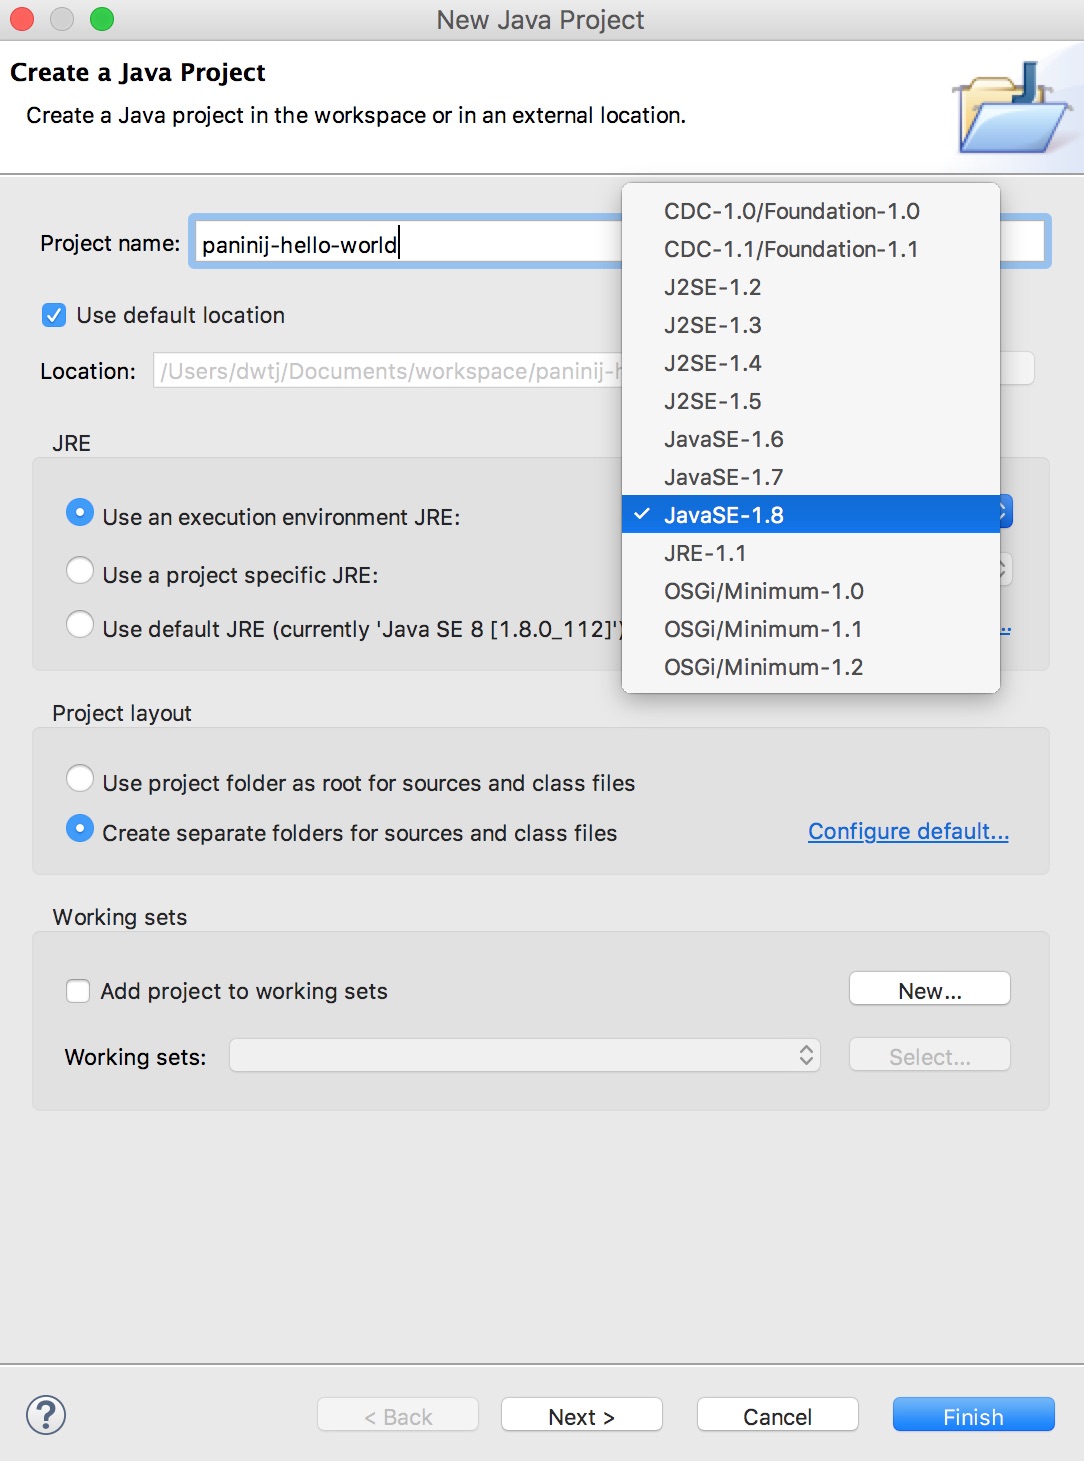 New Java Project
Create a Java Project
Create a Java project in the workspace or in an external location.
Project name: paninij-hello-world
Use default location
Location: /Users/dwtj/Documents/workspace/paninij-h
JRE
Use an execution environment JRE:
Use a project specific JRE:
Use default JRE (currently 'Java SE 8 [1.8.0_112]')
CDC-1.0/Foundation-1.0
CDC-1.1/Foundation-1.1
J2SE-1.2
J2SE-1.3
J2SE-1.4
J2SE-1.5
JavaSE-1.6
JavaSE-1.7
JavaSE-1.8
JRE-1.1
OSGi/Minimum-1.0
OSGi/Minimum-1.1
OSGi/Minimum-1.2
Project layout
Use project folder as root for sources and class files
Create separate folders for sources and class files
Configure default...
Working sets
Add project to working sets
New...
Working sets:
Select...
?
< Back
Next >
Cancel
Finish